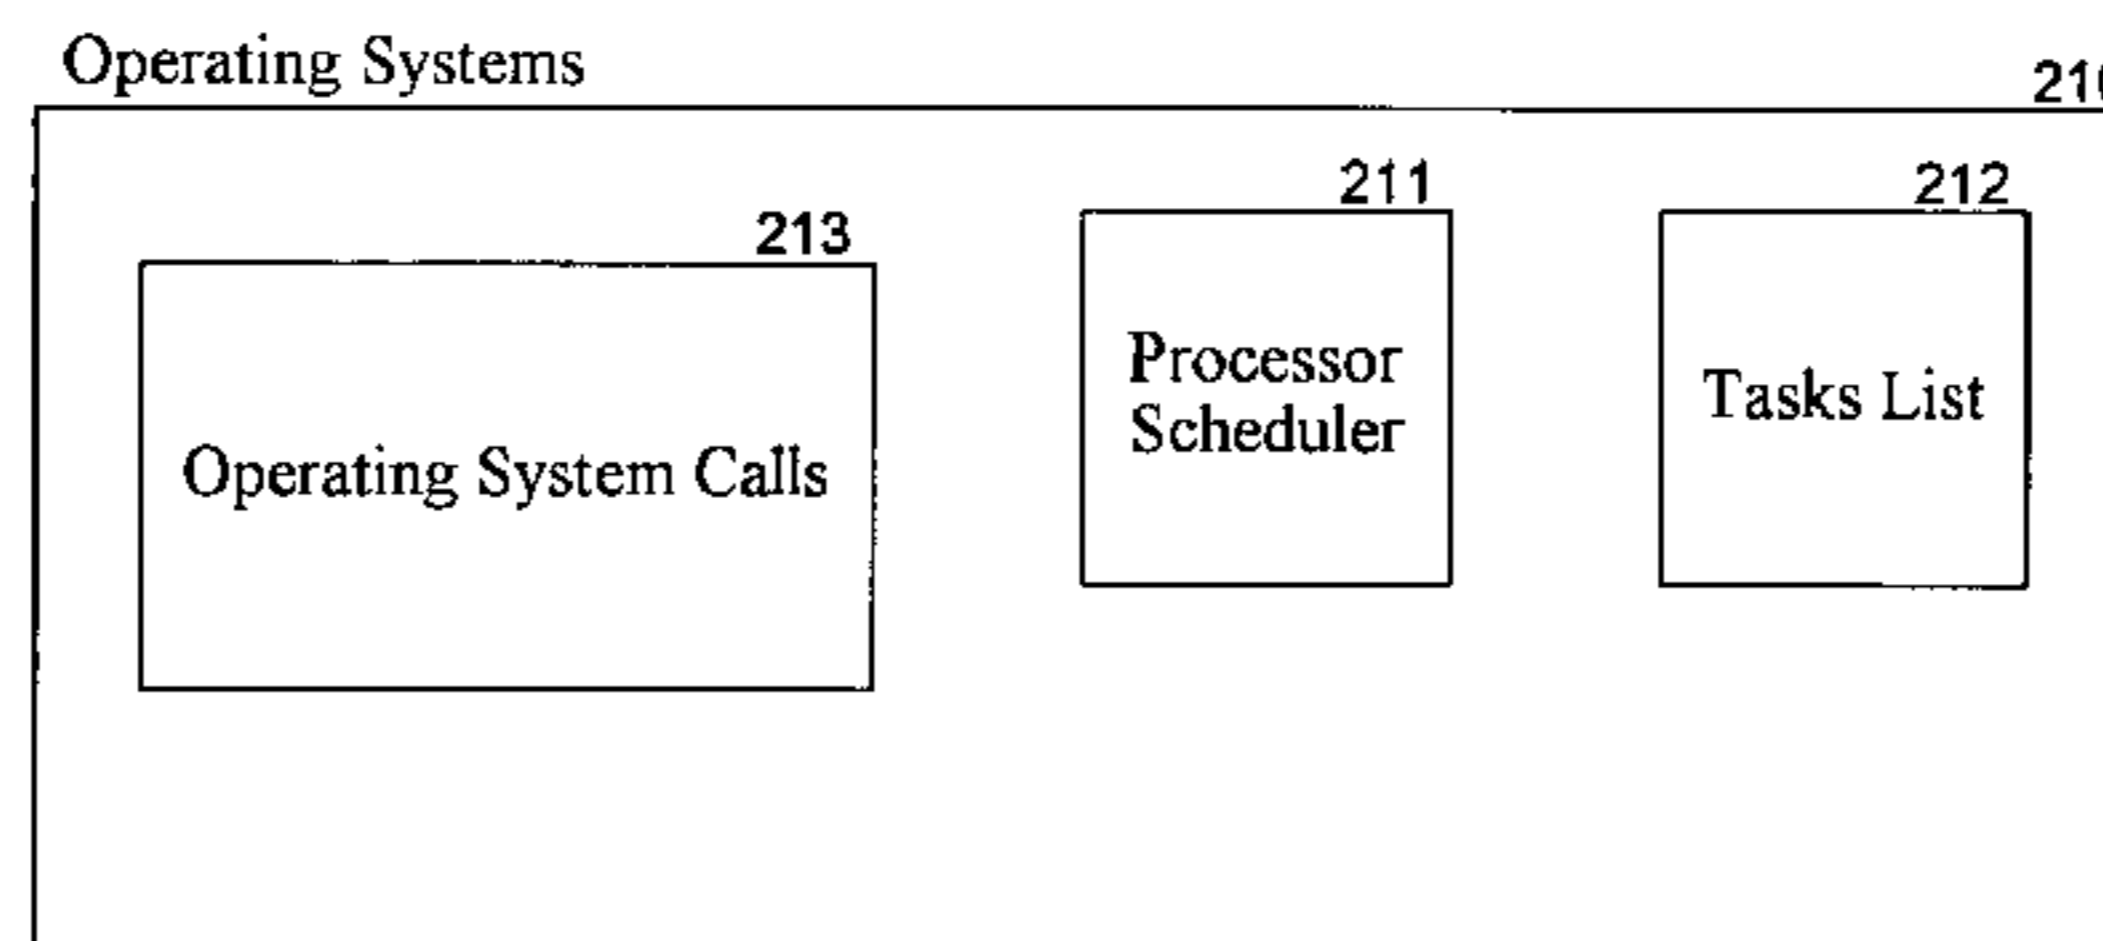 Operating Systems
211
212
213
Processor
Scheduler
Tasks List
Operating System Calls